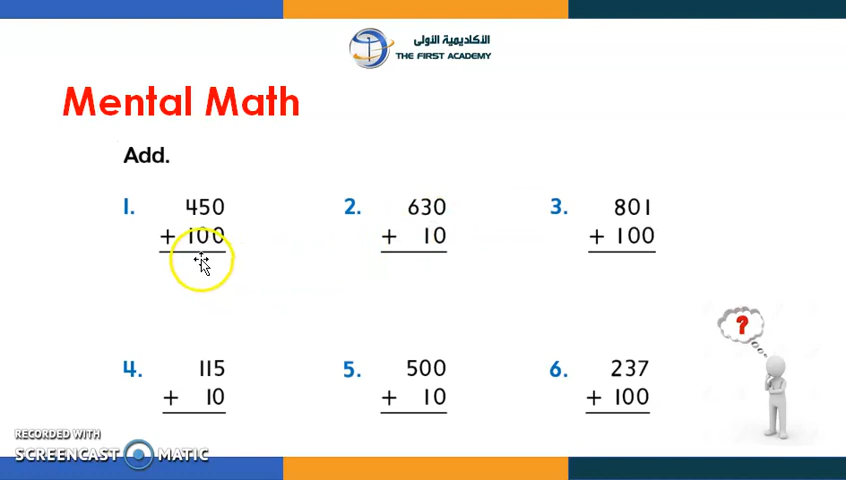 الأكاديمية الأولى
THE FIRST ACADEMY
Mental Math
Add.
1. 450
+ 100
2. 630
+ 10
3. 801
+ 100
?
4. 115
+ 10
5. 500
+ 10
6. 237
+ 100
RECORDED WITH
SCREENCAST MATIC